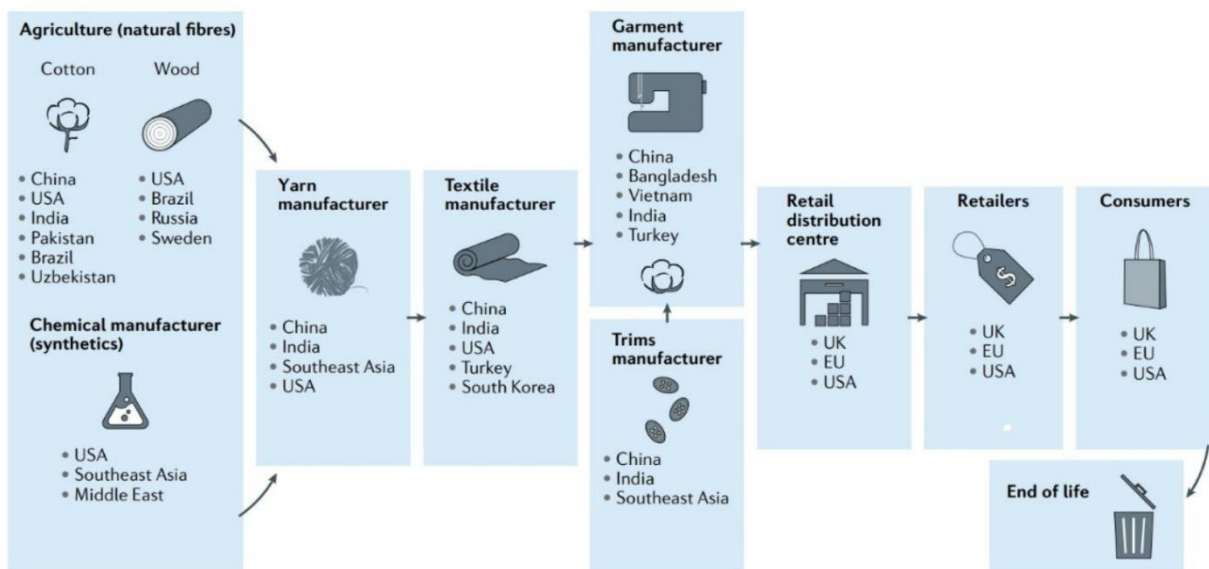 Agriculture (natural fibres)
Cotton
China
USA
India
Pakistan
Brazil
Uzbekistan
Wood
USA
Brazil
Russia
Sweden
Chemical manufacturer
(synthetics)
USA
Southeast Asia
Middle East
Yarn
manufacturer
China
India
Southeast Asia
USA
Textile
manufacturer
China
India
USA
Turkey
South Korea
Garment
manufacturer
China
Bangladesh
Vietnam
India
Turkey
Trims
manufacturer
China
India
Southeast Asia
Retail
distribution
centre
UK
EU
USA
Retailers
$
UK
EU
USA
Consumers
UK
EU
USA
End of life